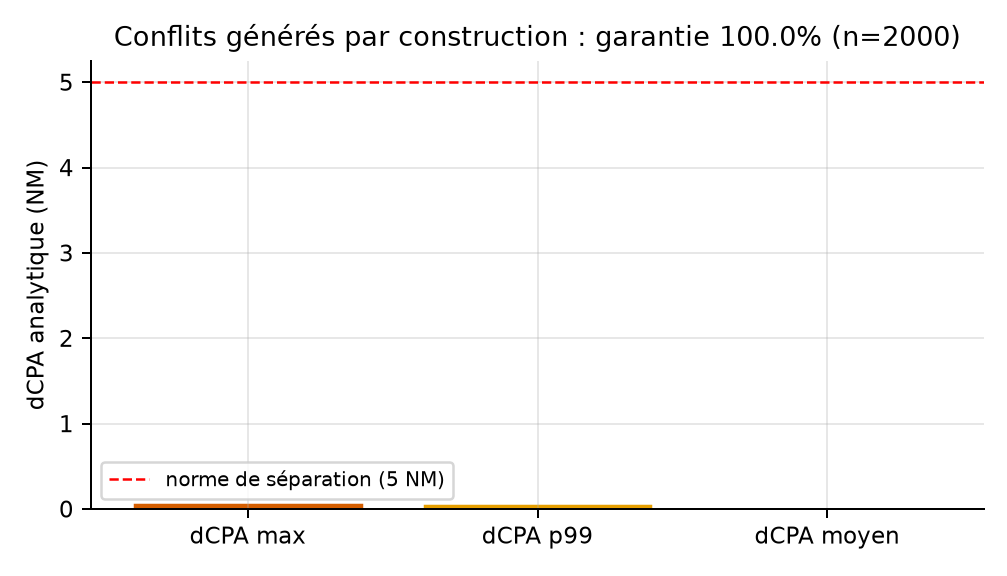 Conflits générés par construction : garantie 100.0% (n=2000)
dCPA analytique (NM)
5
4
3
2
1
0
norme de séparation (5 NM)
dCPA max
dCPA p99
dCPA moyen